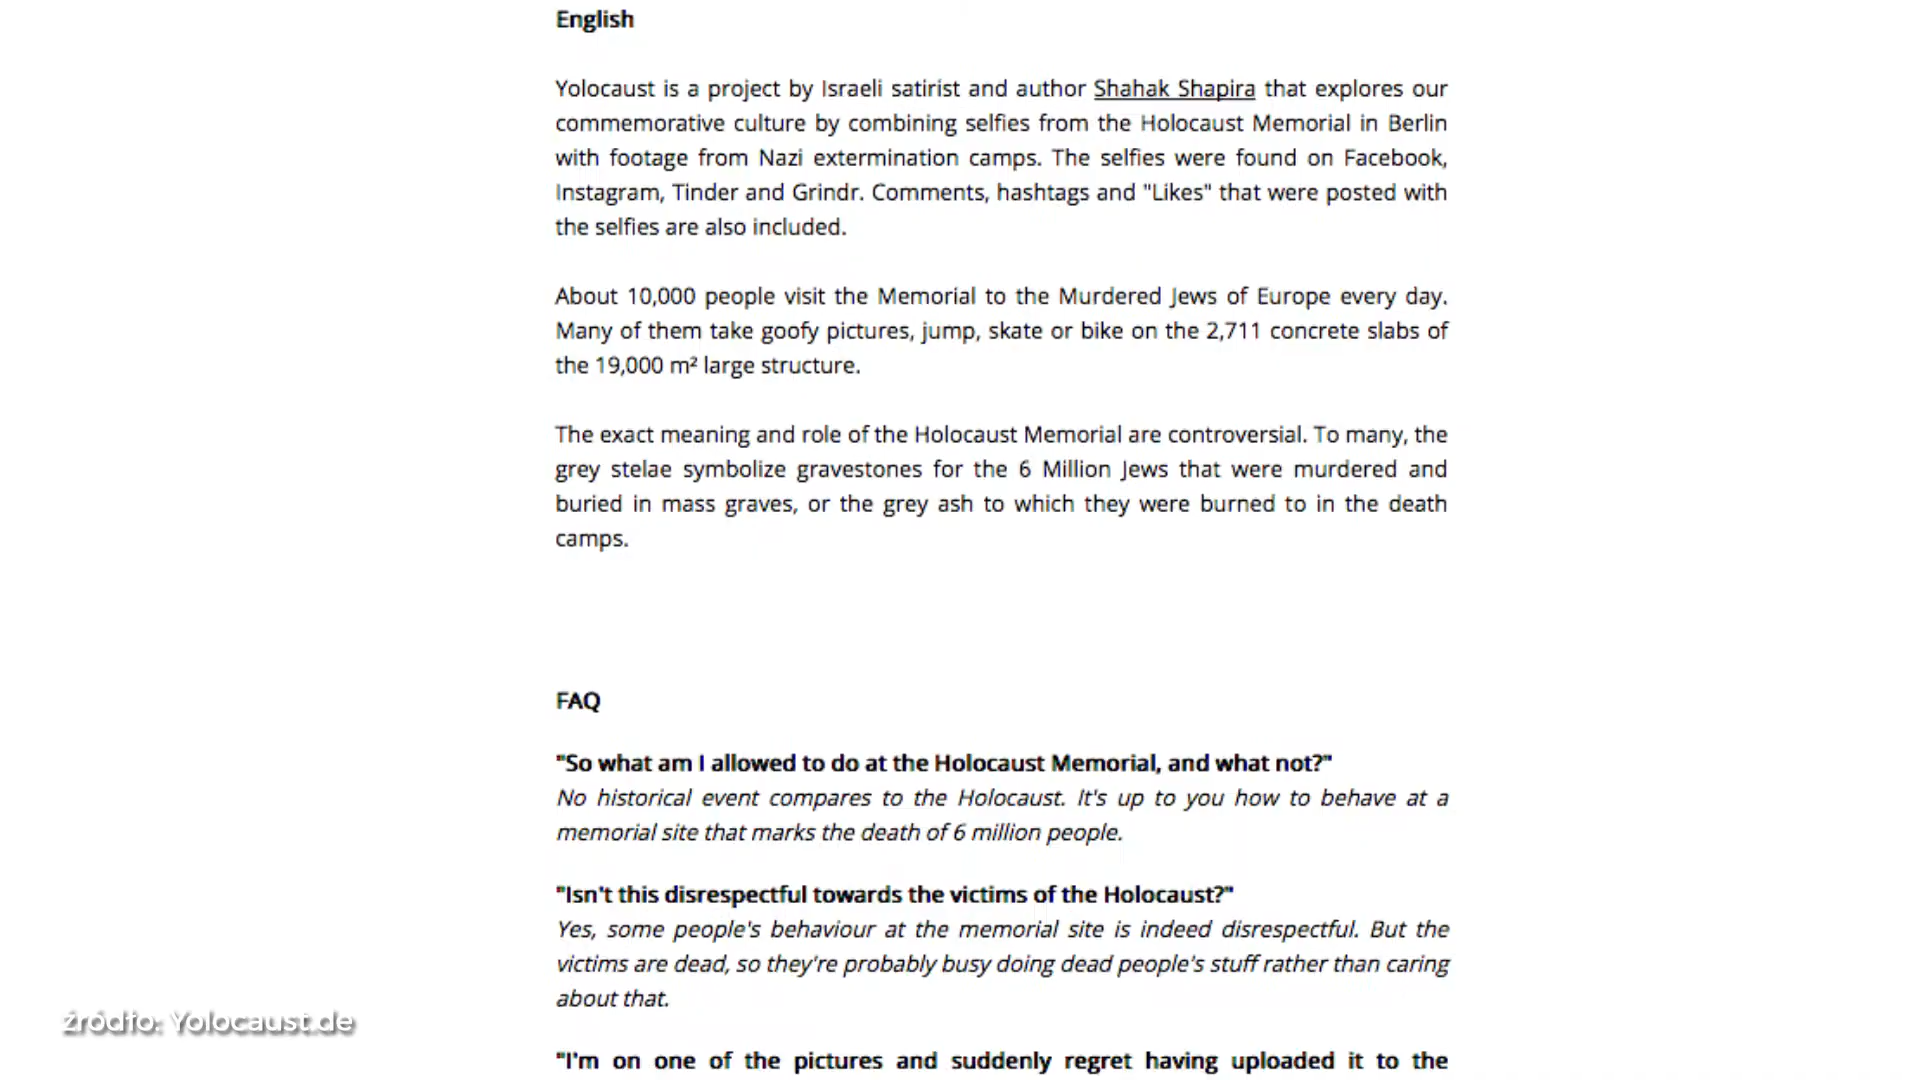 English
Yolocaust is a project by Israeli satirist and author Shahak Shapira that explores our
commemorative culture by combining selfies from the Holocaust Memorial in Berlin
with footage from Nazi extermination camps. The selfies were found on Facebook,
Instagram, Tinder and Grindr. Comments, hashtags and "Likes" that were posted with
the selfies are also included.
About 10,000 people visit the Memorial to the Murdered Jews of Europe every day.
Many of them take goofy pictures, jump, skate or bike on the 2,711 concrete slabs of
the 19,000 m² large structure.
The exact meaning and role of the Holocaust Memorial are controversial. To many, the
grey stelae symbolize gravestones for the 6 Million Jews that were murdered and
buried in mass graves, or the grey ash to which they were burned to in the death
camps.
FAQ
"So what am I allowed to do at the Holocaust Memorial, and what not?"
No historical event compares to the Holocaust. It's up to you how to behave at a
memorial site that marks the death of 6 million people.
"Isn't this disrespectful towards the victims of the Holocaust?"
Yes, some people's behaviour at the memorial site is indeed disrespectful. But the
victims are dead, so they're probably busy doing dead people's stuff rather than caring
about that.
źródło: Yolocaust.de
"I'm on one of the pictures and suddenly regret having uploaded it to the